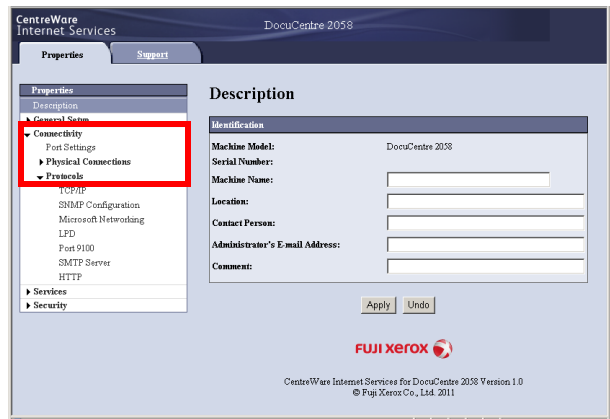 CentreWare
Internet Services
DocuCentre 2058
Properties
Support
Properties
Description
General Setup
Connectivity
Port Settings
Physical Connections
Protocols
TCP/IP
SNMP Configuration
Microsoft Networking
LPD
Port 9100
SMTP Server
HTTP
Services
Security
Description
Identification
Machine Model: DocuCentre 2058
Serial Number:
Machine Name:
Location:
Contact Person:
Administrator's E-mail Address:
Comment:
Apply Undo
FUJI xerox
CentreWare Internet Services for DocuCentre 2058 Version 1.0
© Fuji Xerox Co., Ltd. 2011